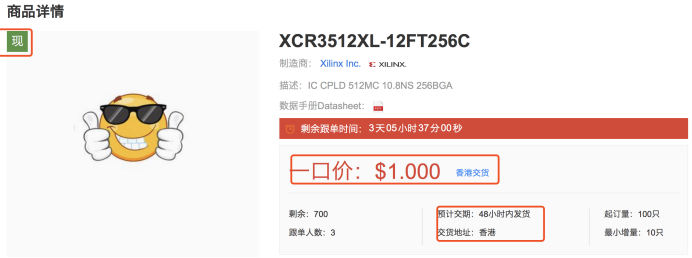 商品详情
现
XCR3512XL-12FT256C
制造商： Xilinx Inc. XILINX.
描述： IC CPLD 512MC 10.8NS 256BGA
数据手册Datasheet：
剩余跟单时间： 3天05小时37分00秒
一口价： $1.000 香港交货
剩余：700 预计交期：48小时内发货 起订量：100只
跟单人数：3 交货地址：香港 最小增量：10只